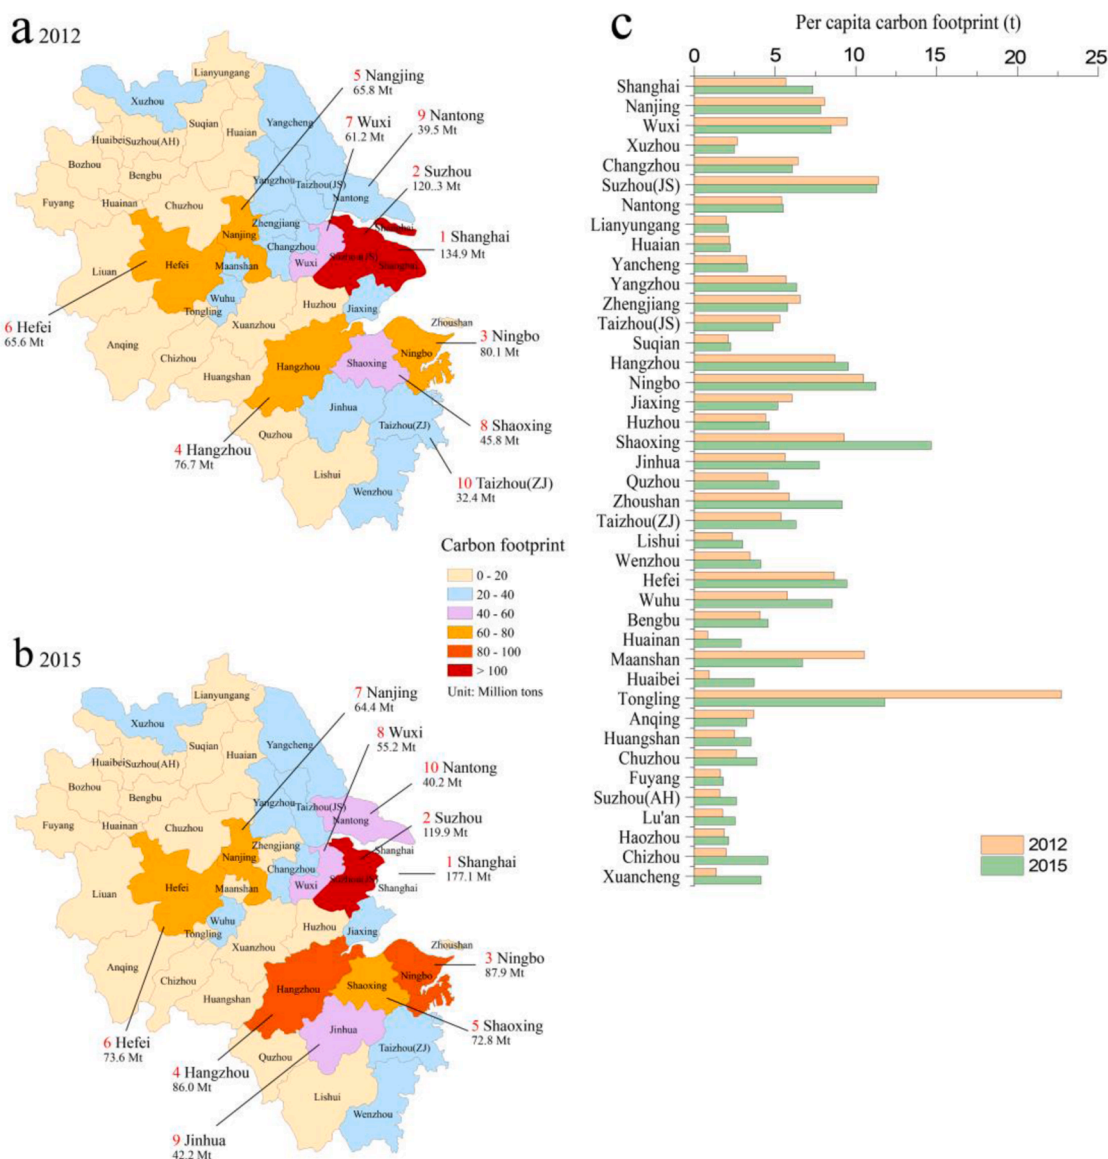 a 2012
Lianyungang
Xuzhou
Suqian
Huaian
Yangcheng
HuaibeiSuzhou(AH)
Bozhou
Bengbu
Fuyang
Huainan
Chuzhou
Yangzhou
Taizhou(JS)
Nantong
Zhengjiang
Nanjing
Changzhou
Shanghai
Suzhou(JS)
Shanghai
Wuxi
Liuan
Hefei
Maanshan
Wuhu
Tongling
Huzhou
Jiaxing
Xuanzhou
Zhoushan
Anqing
Chizhou
Huangshan
Hangzhou
Shaoxing
Ningbo
Jinhua
Taizhou(ZJ)
Quzhou
Lishui
Wenzhou
5 Nangjing
65.8 Mt
7 Wuxi
61.2 Mt
9 Nantong
39.5 Mt
2 Suzhou
120..3 Mt
1 Shanghai
134.9 Mt
6 Hefei
65.6 Mt
3 Ningbo
80.1 Mt
8 Shaoxing
45.8 Mt
4 Hangzhou
76.7 Mt
10 Taizhou(ZJ)
32.4 Mt
Carbon footprint
0 - 20
20 - 40
40 - 60
60 - 80
80 - 100
> 100
Unit: Million tons
b 2015
Lianyungang
Xuzhou
Suqian
Huaian
Yangcheng
HuaibeiSuzhou(AH)
Bozhou
Bengbu
Fuyang
Huainan
Chuzhou
Yangzhou
Taizhou(JS)
Nantong
Zhengjiang
Nanjing
Changzhou
Shanghai
Suzhou(JS)
Shanghai
Wuxi
Liuan
Hefei
Maanshan
Wuhu
Tongling
Huzhou
Jiaxing
Xuanzhou
Zhoushan
Anqing
Chizhou
Huangshan
Hangzhou
Shaoxing
Ningbo
Jinhua
Taizhou(ZJ)
Quzhou
Lishui
Wenzhou
7 Nanjing
64.4 Mt
8 Wuxi
55.2 Mt
10 Nantong
40.2 Mt
2 Suzhou
119.9 Mt
1 Shanghai
177.1 Mt
3 Ningbo
87.9 Mt
5 Shaoxing
72.8 Mt
6 Hefei
73.6 Mt
4 Hangzhou
86.0 Mt
9 Jinhua
42.2 Mt
c Per capita carbon footprint (t)
0 5 10 15 20 25
Shanghai
Nanjing
Wuxi
Xuzhou
Changzhou
Suzhou(JS)
Nantong
Lianyungang
Huaian
Yancheng
Yangzhou
Zhengjiang
Taizhou(JS)
Suqian
Hangzhou
Ningbo
Jiaxing
Huzhou
Shaoxing
Jinhua
Quzhou
Zhoushan
Taizhou(ZJ)
Lishui
Wenzhou
Hefei
Wuhu
Bengbu
Huainan
Maanshan
Huaibei
Tongling
Anqing
Huangshan
Chuzhou
Fuyang
Suzhou(AH)
Lu'an
Haozhou
Chizhou
Xuancheng
2012
2015